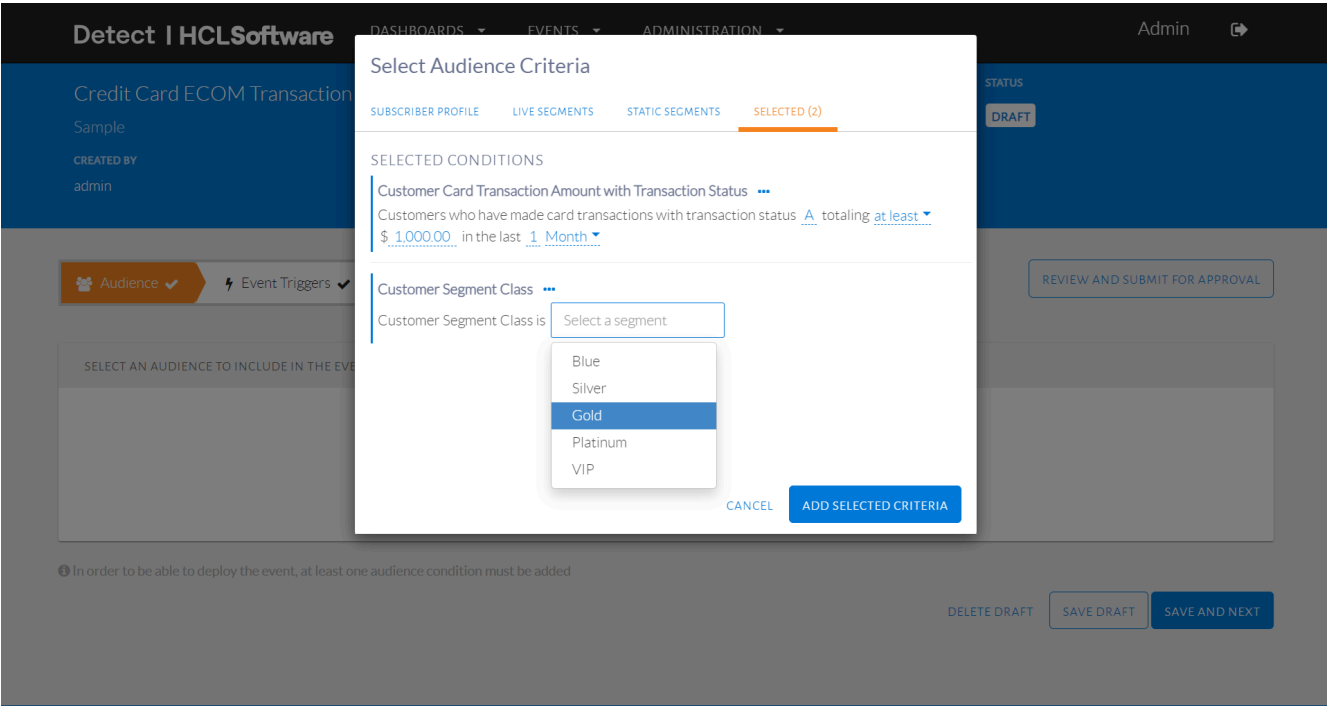 Detect | HCLSoftware
DASHBOARDS EVENTS ADMINISTRATION
Admin
Credit Card ECOM Transaction
Sample
CREATED BY
admin
STATUS
DRAFT
Select Audience Criteria
SUBSCRIBER PROFILE LIVE SEGMENTS STATIC SEGMENTS SELECTED (2)
SELECTED CONDITIONS
Customer Card Transaction Amount with Transaction Status •••
Customers who have made card transactions with transaction status A totaling at least
$ 1,000.00 in the last 1 Month
Customer Segment Class •••
Customer Segment Class is Select a segment
Blue
Silver
Gold
Platinum
VIP
CANCEL ADD SELECTED CRITERIA
Audience Event Triggers
REVIEW AND SUBMIT FOR APPROVAL
SELECT AN AUDIENCE TO INCLUDE IN THE EVE
In order to be able to deploy the event, at least one audience condition must be added
DELETE DRAFT SAVE DRAFT SAVE AND NEXT